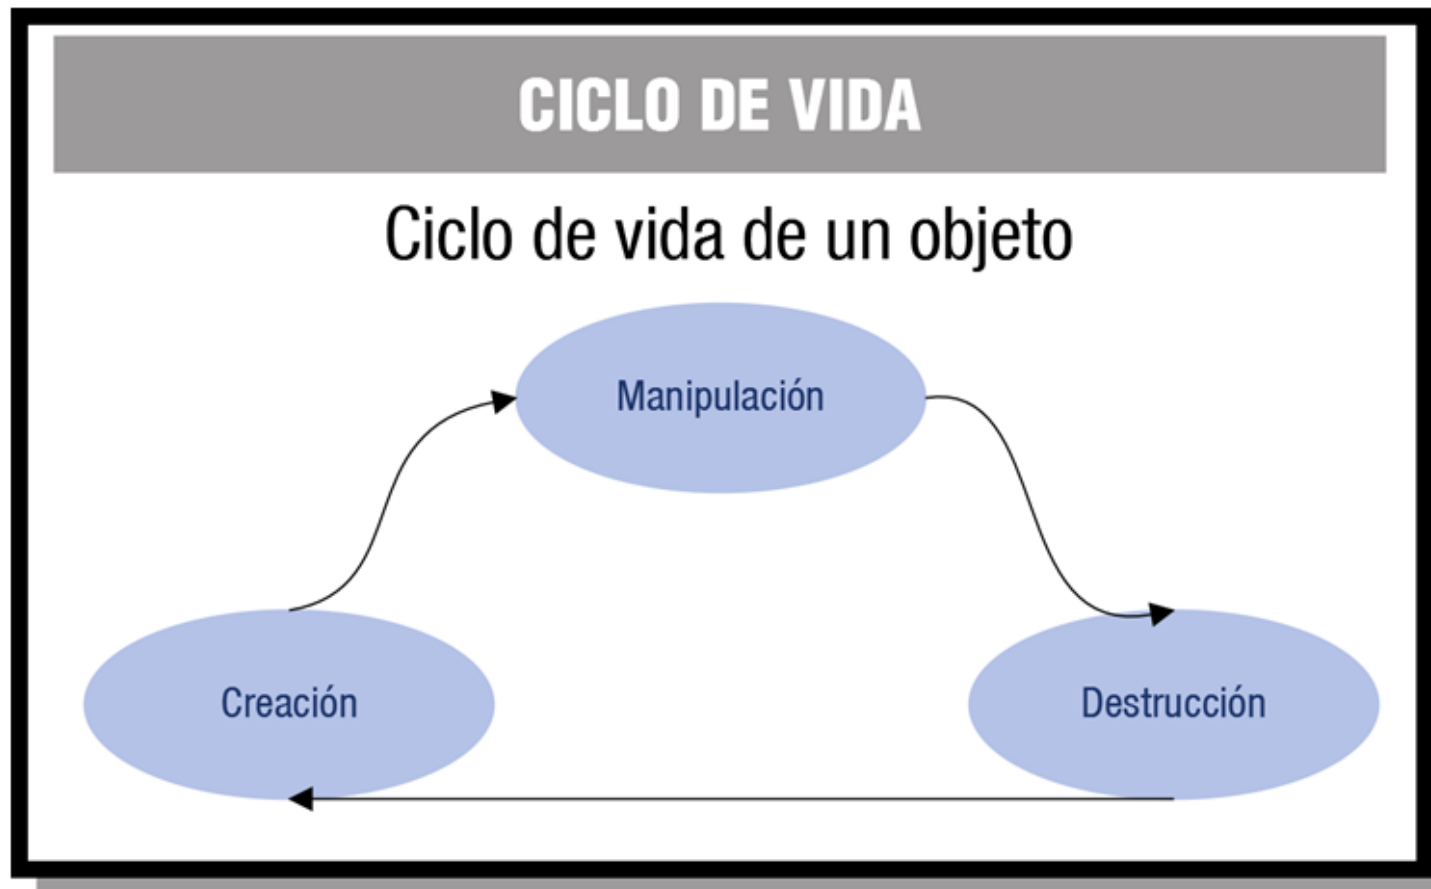 CICLO DE VIDA
Ciclo de vida de un objeto
Manipulación
Creación
Destrucción